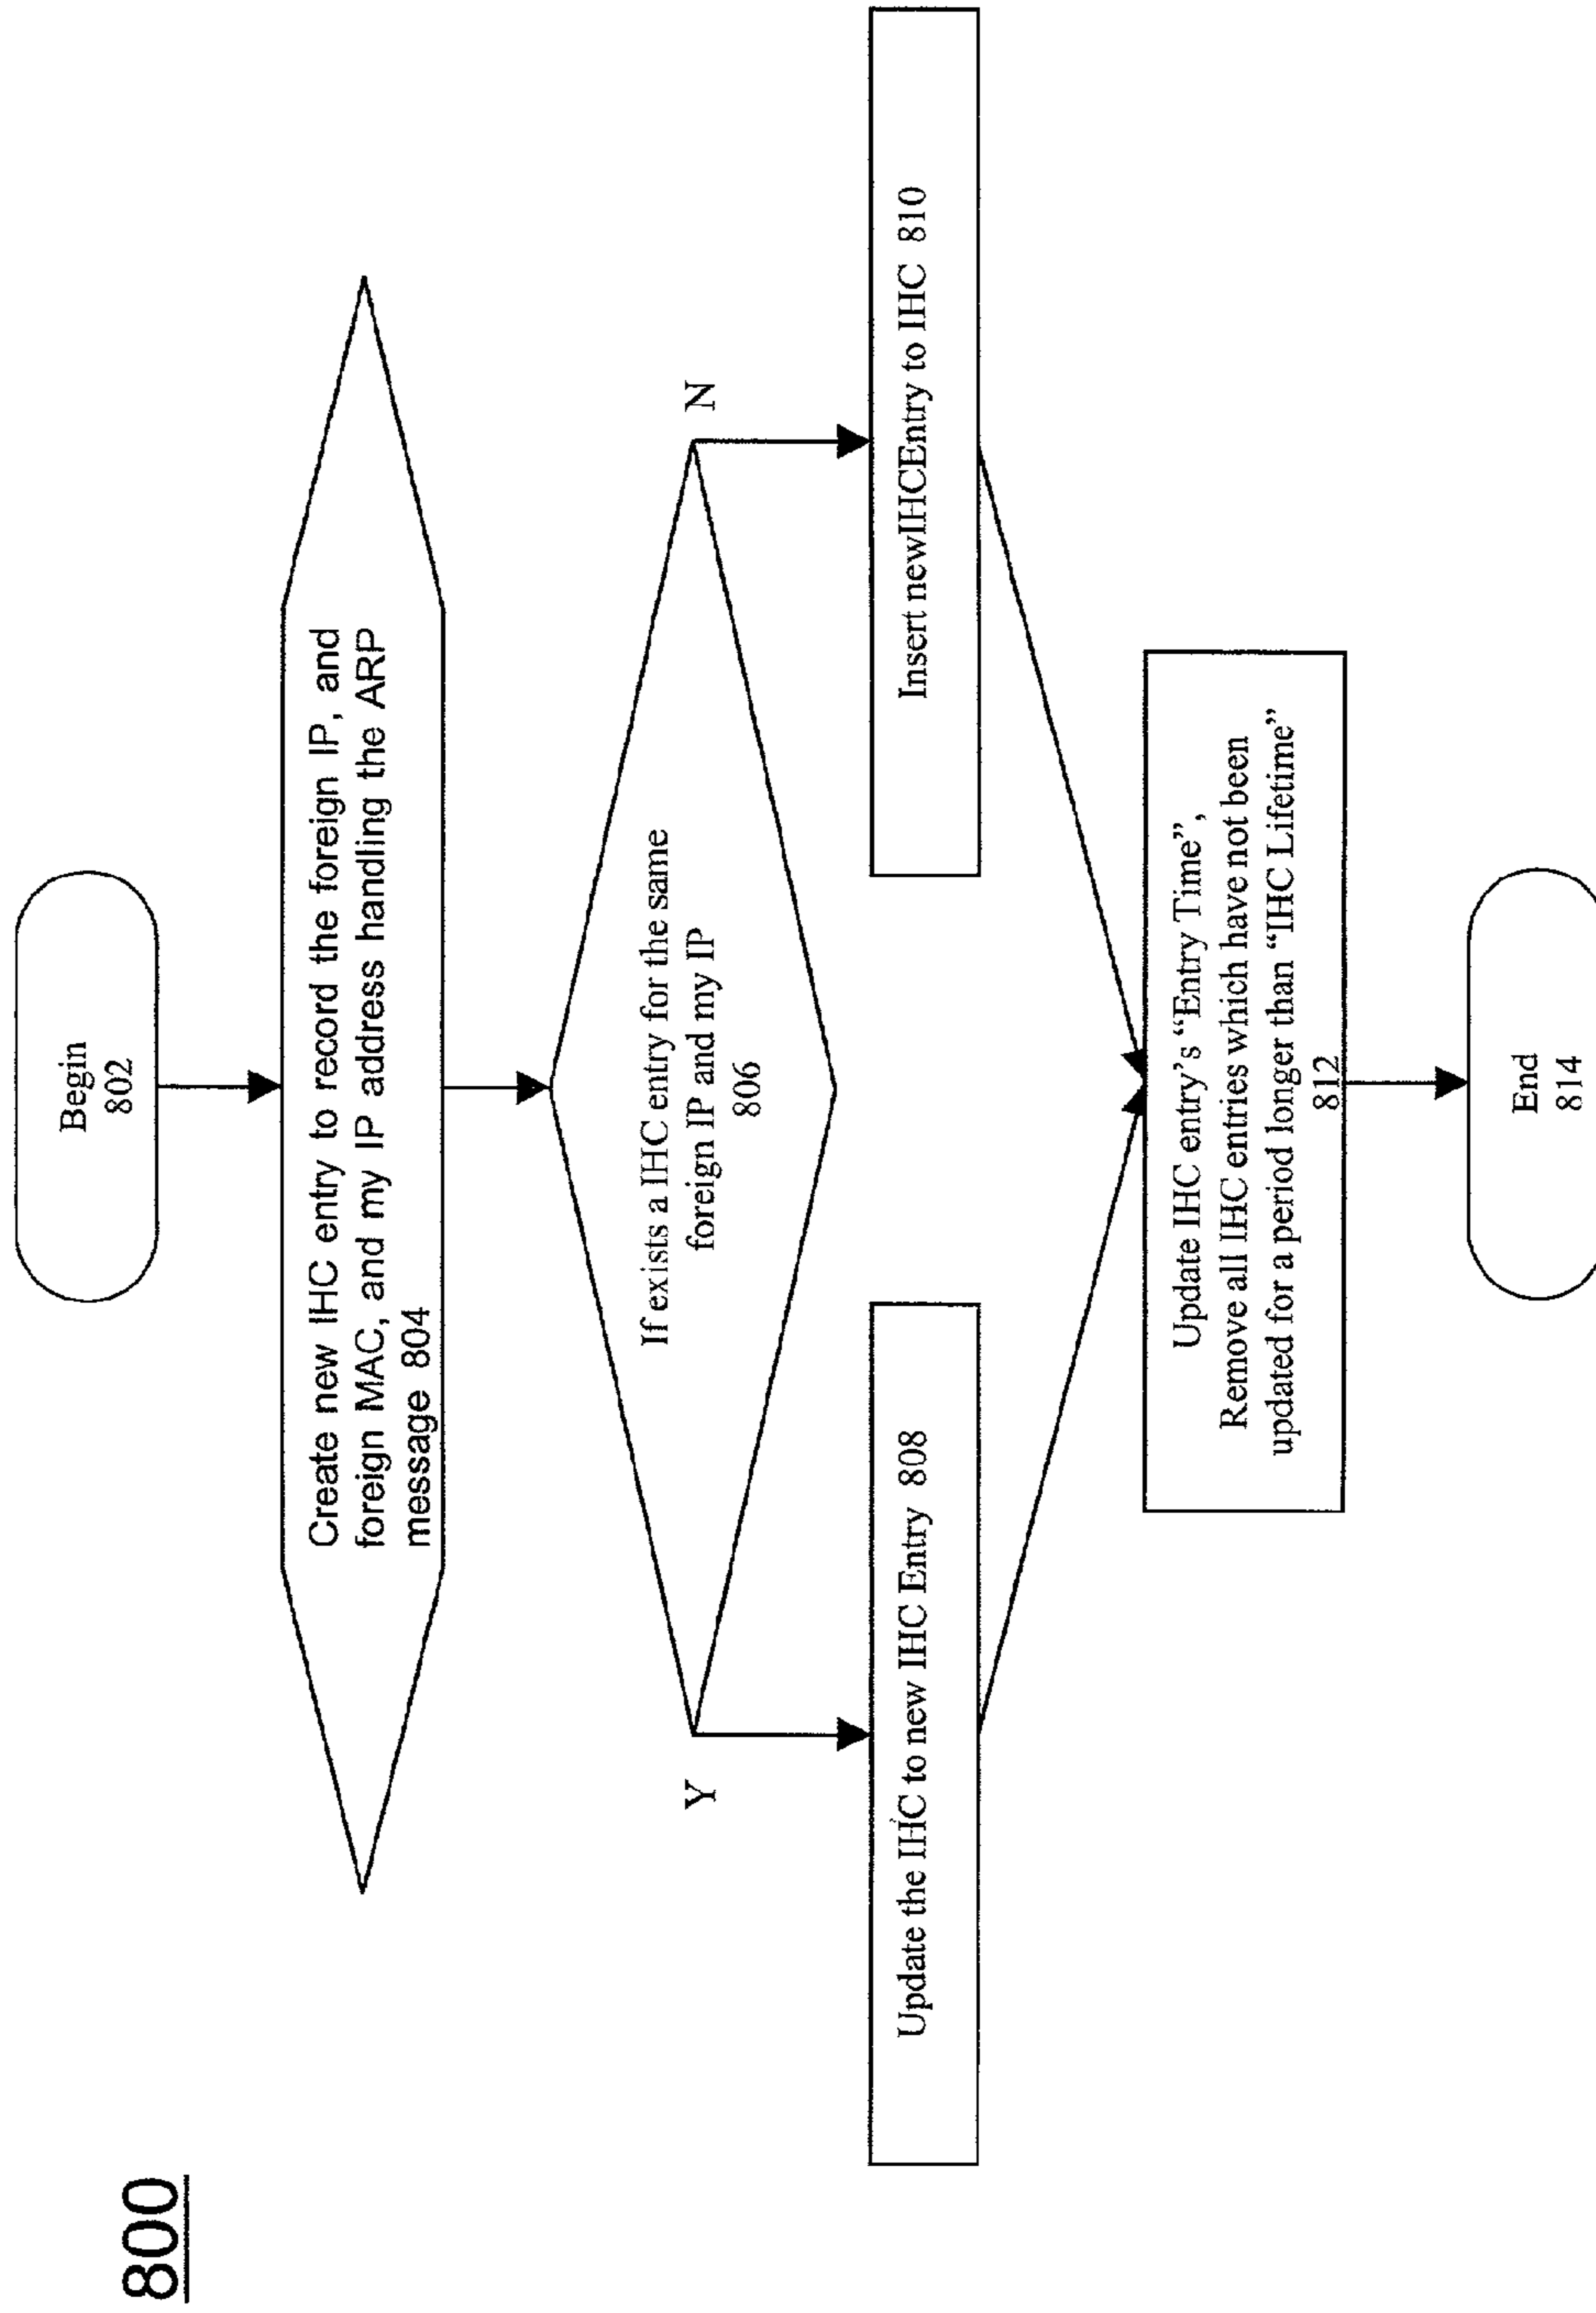 800
Begin
802
Create new IHC entry to record the foreign IP, and
foreign MAC, and my IP address handling the ARP
message 804
If exists a IHC entry for the same
foreign IP and my IP
806
Y
N
Update the IHC to new IHC Entry 808
Insert newIHCEntry to IHC 810
Update IHC entry's “Entry Time”,
Remove all IHC entries which have not been
updated for a period longer than “IHC Lifetime”
812
End
814